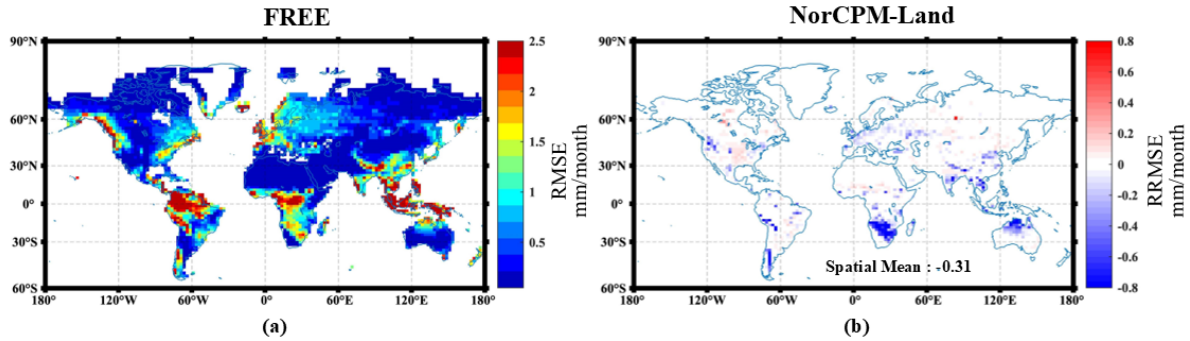 FREE
NorCPM-Land
90°N
60°N
30°N
0°
30°S
60°S
180° 120°W 60°W 0° 60°E 120°E 180°
2.5
2
1.5
1
0.5
RMSE
mm/month
90°N
60°N
30°N
0°
30°S
60°S
Spatial Mean : -0.31
180° 120°W 60°W 0° 60°E 120°E 180°
0.8
0.6
0.4
0.2
0
-0.2
-0.4
-0.6
-0.8
RRMSE
mm/month
(a)
(b)